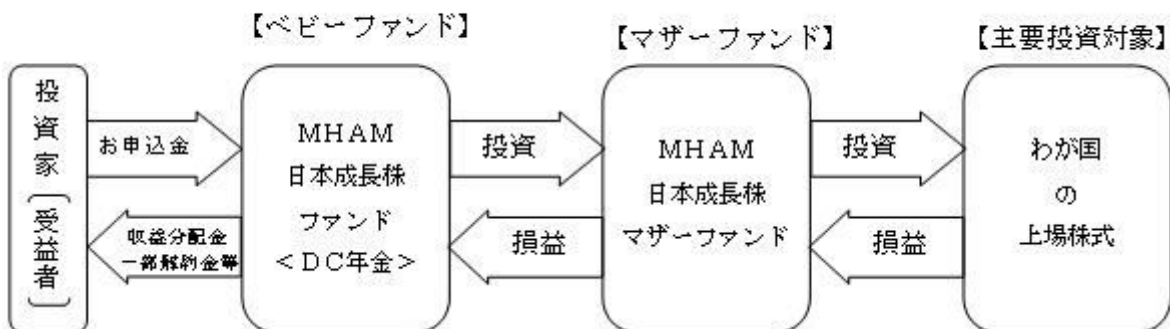 【ベビーファンド】
【マザーファンド】
【主要投資対象】
投資家〔受益者〕
お申込金
収益分配金
一部解約金等
MHAM
日本成長株
ファンド
<DC年金>
投資
損益
MHAM
日本成長株
マザーファンド
投資
損益
わが国
の
上場株式